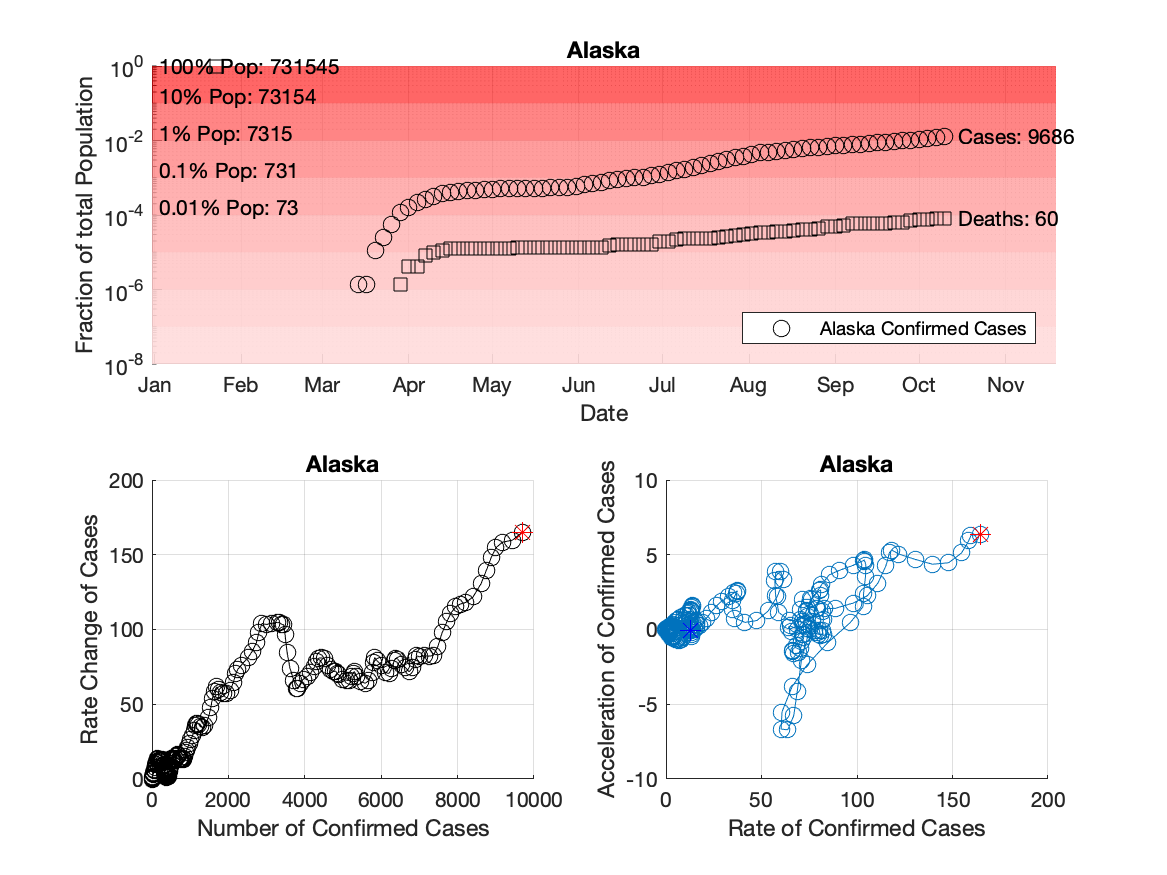 Alaska
10^0
10^-2
10^-4
10^-6
10^-8
Fraction of total Population
100% Pop: 731545
10% Pop: 73154
1% Pop: 7315
0.1% Pop: 731
0.01% Pop: 73
Cases: 9686
Deaths: 60
Alaska Confirmed Cases
Jan Feb Mar Apr May Jun Jul Aug Sep Oct Nov
Date
Alaska
200
150
100
50
0
Rate Change of Cases
0 2000 4000 6000 8000 10000
Number of Confirmed Cases
Alaska
10
5
0
-5
-10
Acceleration of Confirmed Cases
0 50 100 150 200
Rate of Confirmed Cases